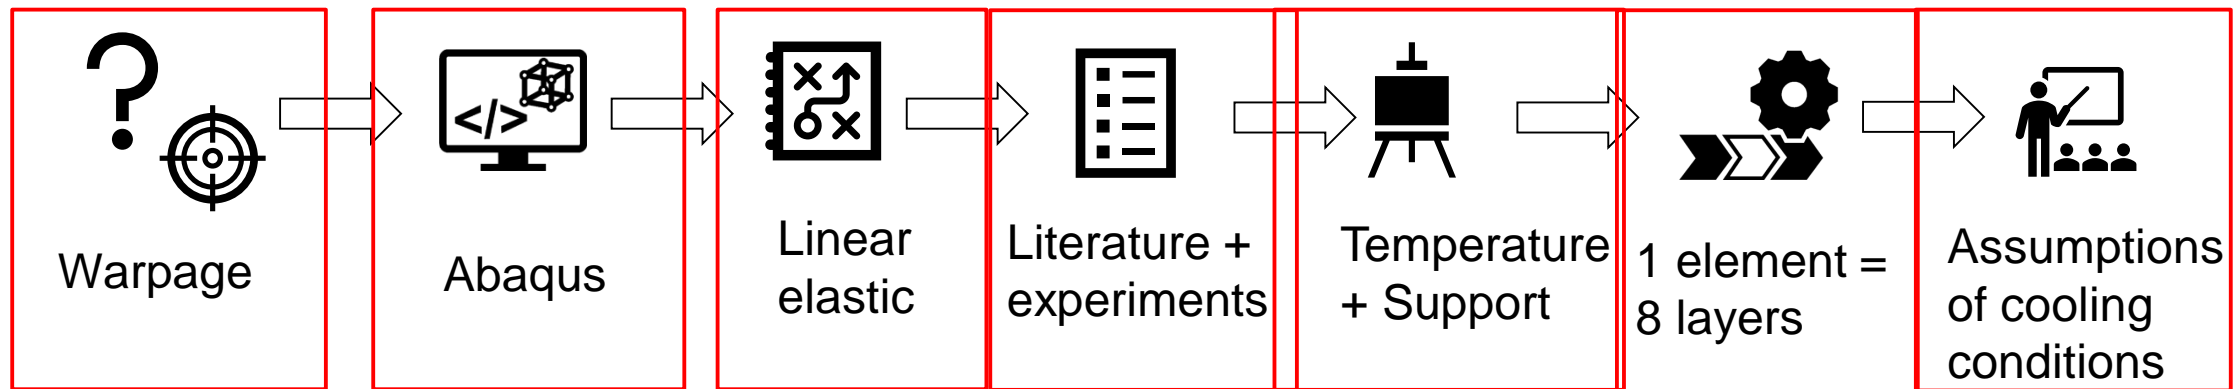 Warpage
</>
Abaqus
Linear
elastic
Literature +
experiments
Temperature
+ Support
1 element =
8 layers
Assumptions
of cooling
conditions